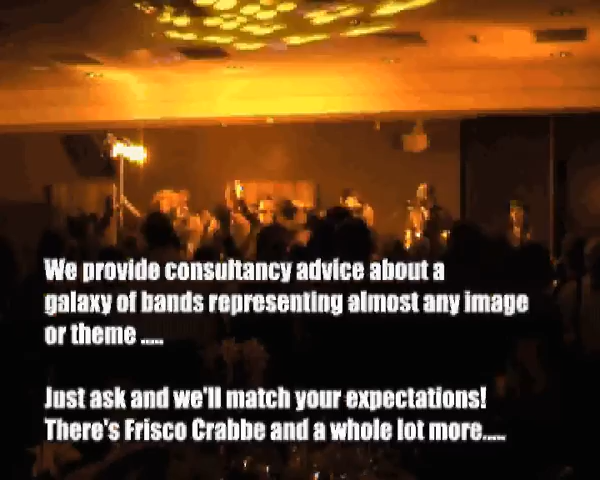 We provide consultancy advice about a
galaxy of bands representing almost any image
or theme .....
Just ask and we'll match your expectations!
There's Frisco Crabbe and a whole lot more.....